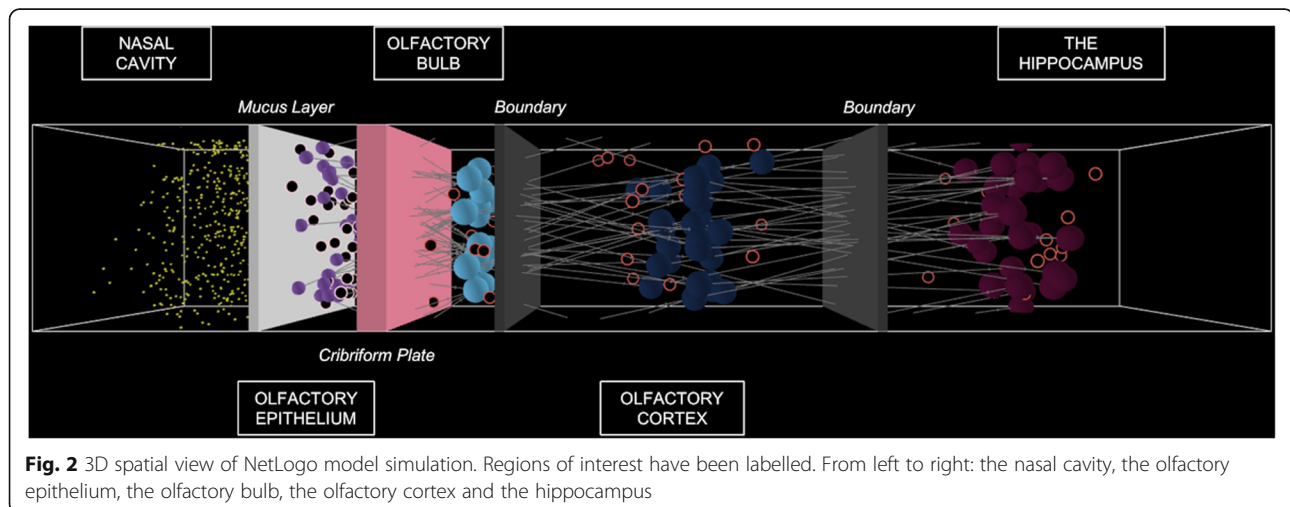 NASAL
CAVITY
OLFACTORY
BULB
THE
HIPPOCAMPUS
Mucus Layer
Boundary
Boundary
Cribriform Plate
OLFACTORY
EPITHELIUM
OLFACTORY
CORTEX
Fig. 2 3D spatial view of NetLogo model simulation. Regions of interest have been labelled. From left to right: the nasal cavity, the olfactory
epithelium, the olfactory bulb, the olfactory cortex and the hippocampus